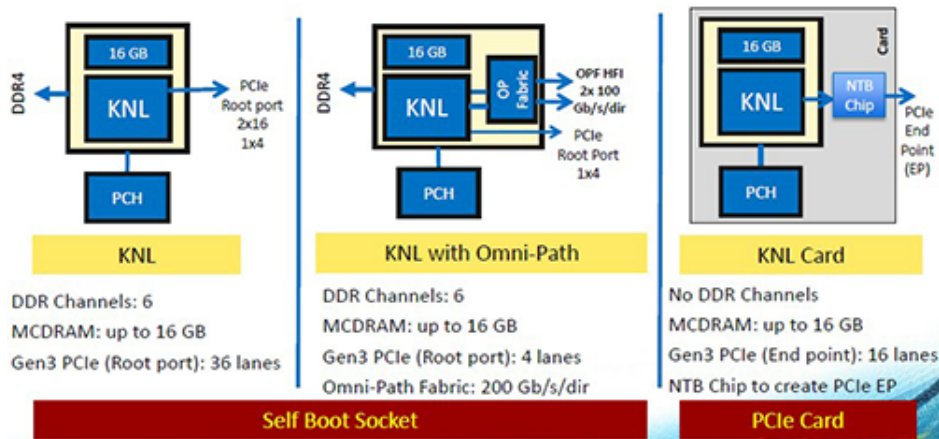 DDR4
16 GB
KNL
PCIe
Root port
2x16
1x4
PCH
KNL
DDR Channels: 6
MCDRAM: up to 16 GB
Gen3 PCIe (Root port): 36 lanes
DDR4
16 GB
KNL
OP
Fabric
OPF HFI
2x 100
Gb/s/dir
PCIe
Root Port
1x4
PCH
KNL with Omni-Path
DDR Channels: 6
MCDRAM: up to 16 GB
Gen3 PCIe (Root port): 4 lanes
Omni-Path Fabric: 200 Gb/s/dir
Card
16 GB
KNL
NTB
Chip
PCIe
End
Point
(EP)
PCH
KNL Card
No DDR Channels
MCDRAM: up to 16 GB
Gen3 PCIe (End point): 16 lanes
NTB Chip to create PCIe EP
Self Boot Socket
PCIe Card